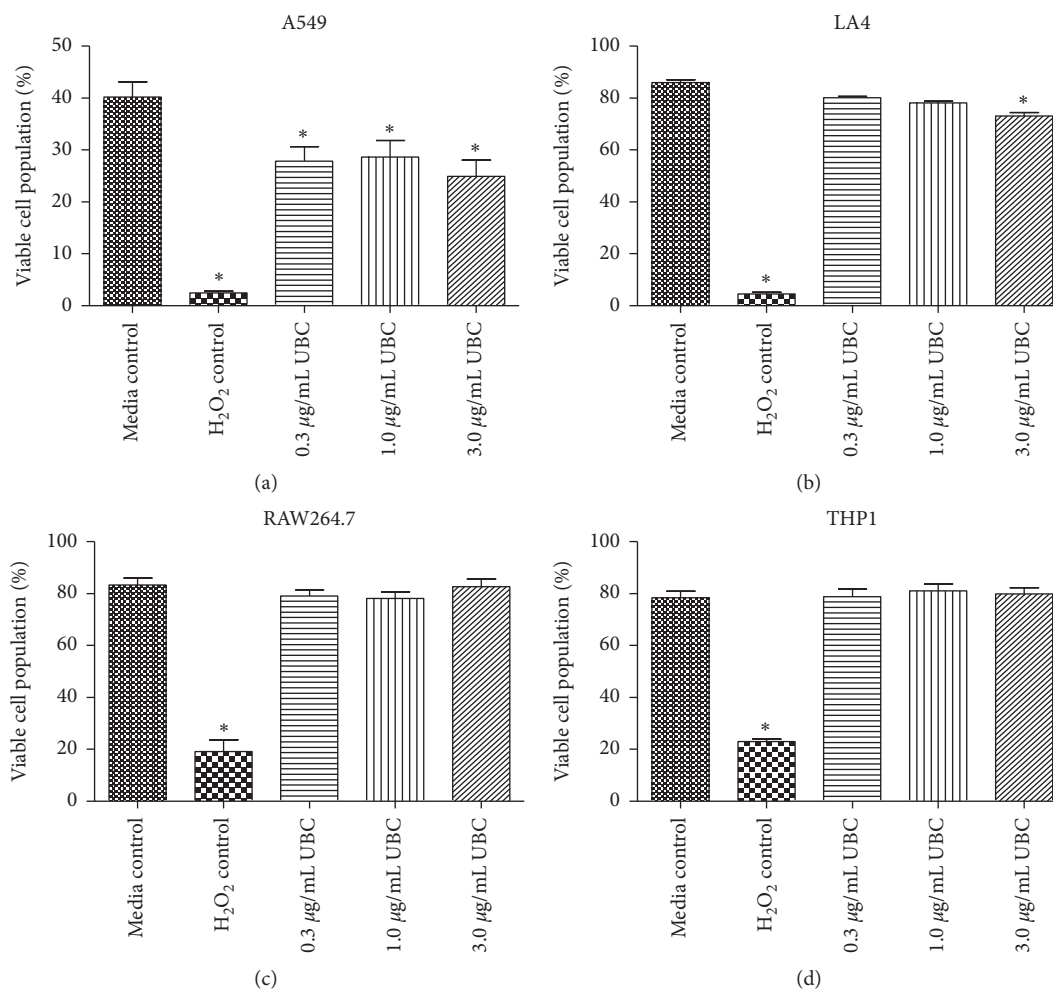 A549
Viable cell population (%)
50
40
30
20
10
0
*
*
*
*
Media control
H₂O₂ control
0.3 µg/mL UBC
1.0 µg/mL UBC
3.0 µg/mL UBC
(a)
LA4
Viable cell population (%)
100
80
60
40
20
0
*
*
Media control
H₂O₂ control
0.3 µg/mL UBC
1.0 µg/mL UBC
3.0 µg/mL UBC
(b)
RAW264.7
Viable cell population (%)
100
80
60
40
20
0
*
Media control
H₂O₂ control
0.3 µg/mL UBC
1.0 µg/mL UBC
3.0 µg/mL UBC
(c)
THP1
Viable cell population (%)
100
80
60
40
20
0
*
Media control
H₂O₂ control
0.3 µg/mL UBC
1.0 µg/mL UBC
3.0 µg/mL UBC
(d)